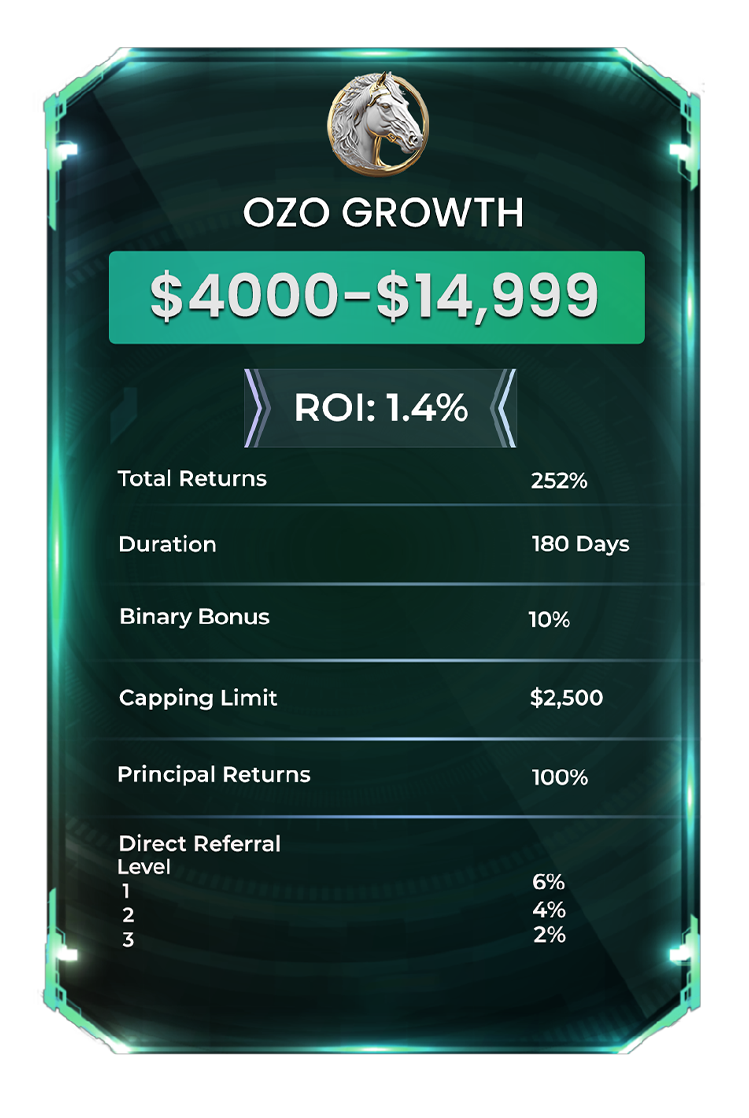 OZO GROWTH
$4000-$14,999
ROI: 1.4%
Total Returns 252%
Duration 180 Days
Binary Bonus 10%
Capping Limit $2,500
Principal Returns 100%
Direct Referral
Level
1 6%
2 4%
3 2%